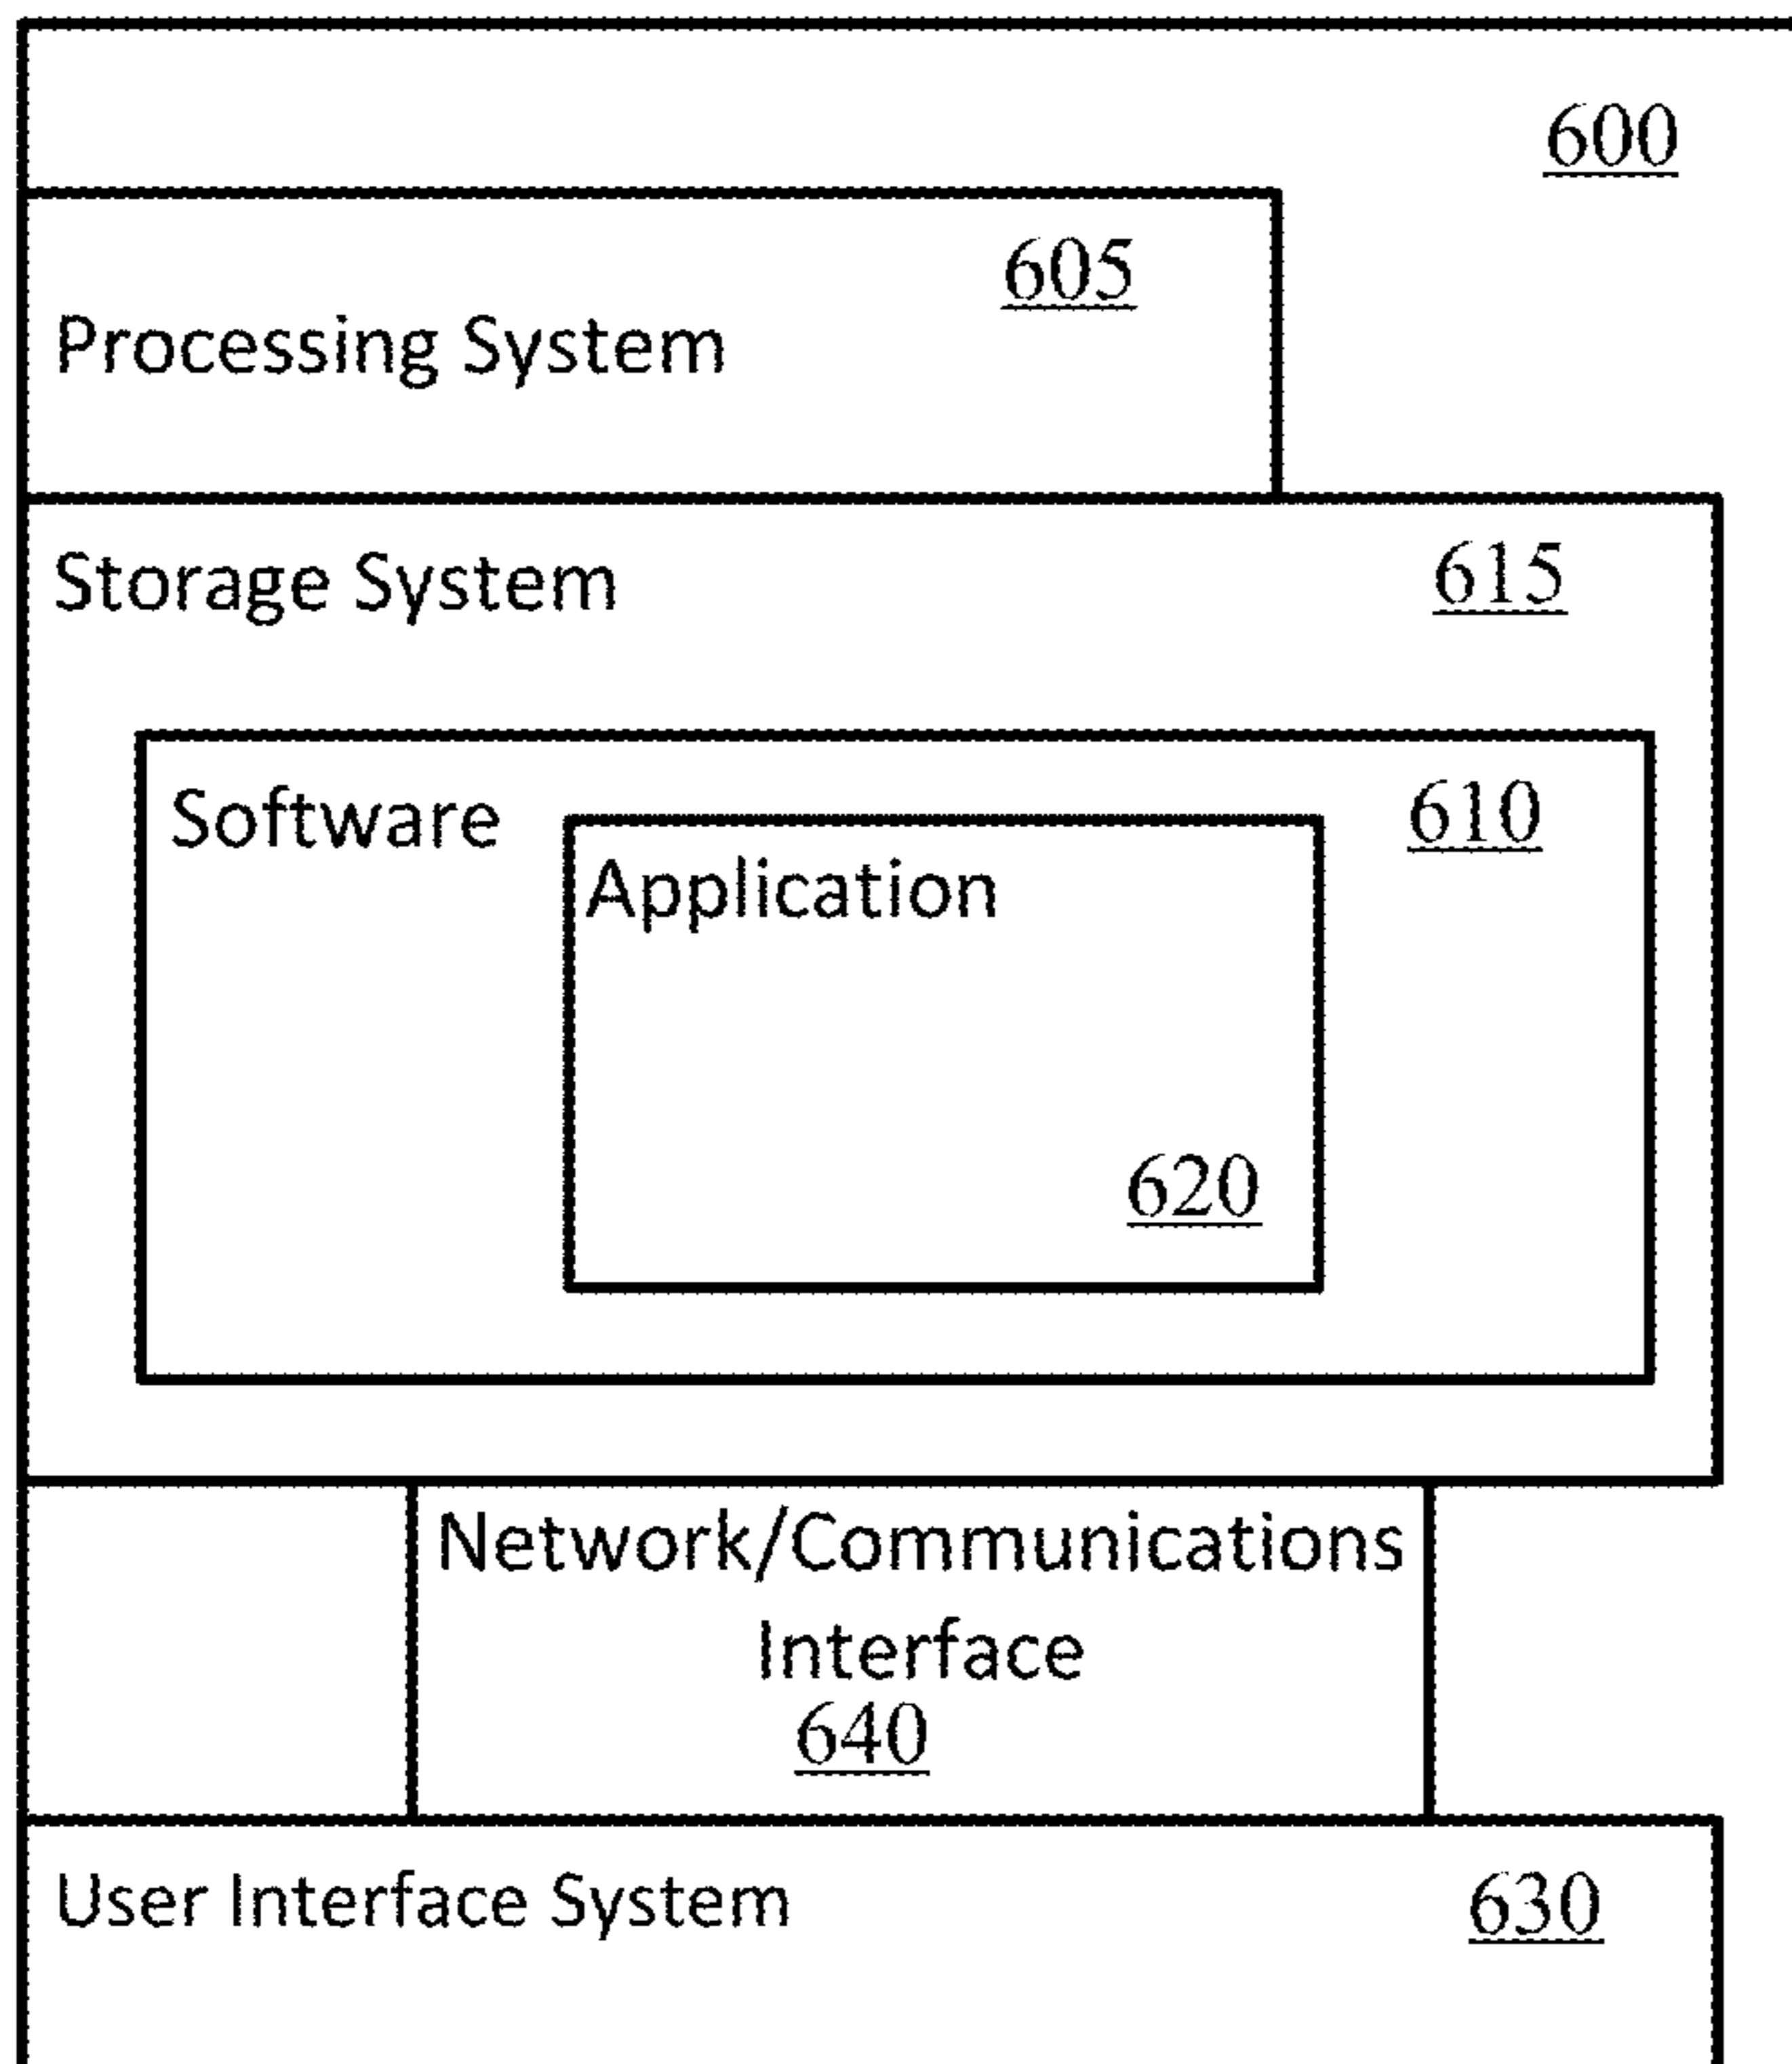 600
605
Processing System
Storage System 615
Software 610
Application
620
Network/Communications
Interface
640
User Interface System 630